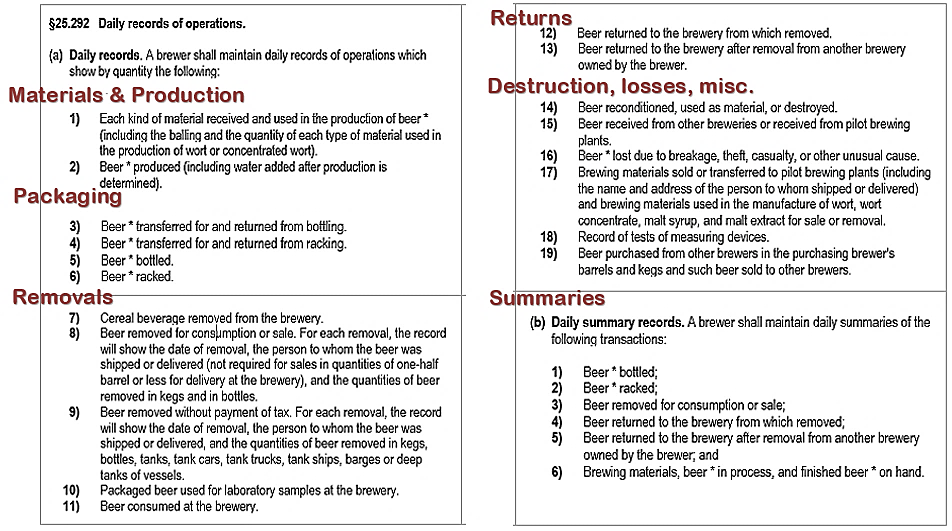 §25.292 Daily records of operations.
(a) Daily records. A brewer shall maintain daily records of operations which
show by quantity the following:
Materials & Production
1) Each kind of material received and used in the production of beer *
(including the balling and the quantity of each type of material used in
the production of wort or concentrated wort).
2) Beer * produced (including water added after production is
determined).
Packaging
3) Beer * transferred for and returned from bottling.
4) Beer * transferred for and returned from racking.
5) Beer * bottled.
6) Beer * racked.
Removals
7) Cereal beverage removed from the brewery.
8) Beer removed for consumption or sale. For each removal, the record
will show the date of removal, the person to whom the beer was
shipped or delivered (not required for sales in quantities of one-half
barrel or less for delivery at the brewery), and the quantities of beer
removed in kegs and in bottles.
9) Beer removed without payment of tax. For each removal, the record
will show the date of removal, the person to whom the beer was
shipped or delivered, and the quantities of beer removed in kegs,
bottles, tanks, tank cars, tank trucks, tank ships, barges or deep
tanks of vessels.
10) Packaged beer used for laboratory samples at the brewery.
11) Beer consumed at the brewery.
Returns
12) Beer returned to the brewery from which removed.
13) Beer returned to the brewery after removal from another brewery
owned by the brewer.
Destruction, losses, misc.
14) Beer reconditioned, used as material, or destroyed.
15) Beer received from other breweries or received from pilot brewing
plants.
16) Beer * lost due to breakage, theft, casualty, or other unusual cause.
17) Brewing materials sold or transferred to pilot brewing plants (including
the name and address of the person to whom shipped or delivered)
and brewing materials used in the manufacture of wort, wort
concentrate, malt syrup, and malt extract for sale or removal.
18) Record of tests of measuring devices.
19) Beer purchased from other brewers in the purchasing brewer's
barrels and kegs and such beer sold to other brewers.
Summaries
(b) Daily summary records. A brewer shall maintain daily summaries of the
following transactions:
1) Beer * bottled;
2) Beer * racked;
3) Beer removed for consumption or sale;
4) Beer returned to the brewery from which removed;
5) Beer returned to the brewery after removal from another brewery
owned by the brewer; and
6) Brewing materials, beer * in process, and finished beer * on hand.